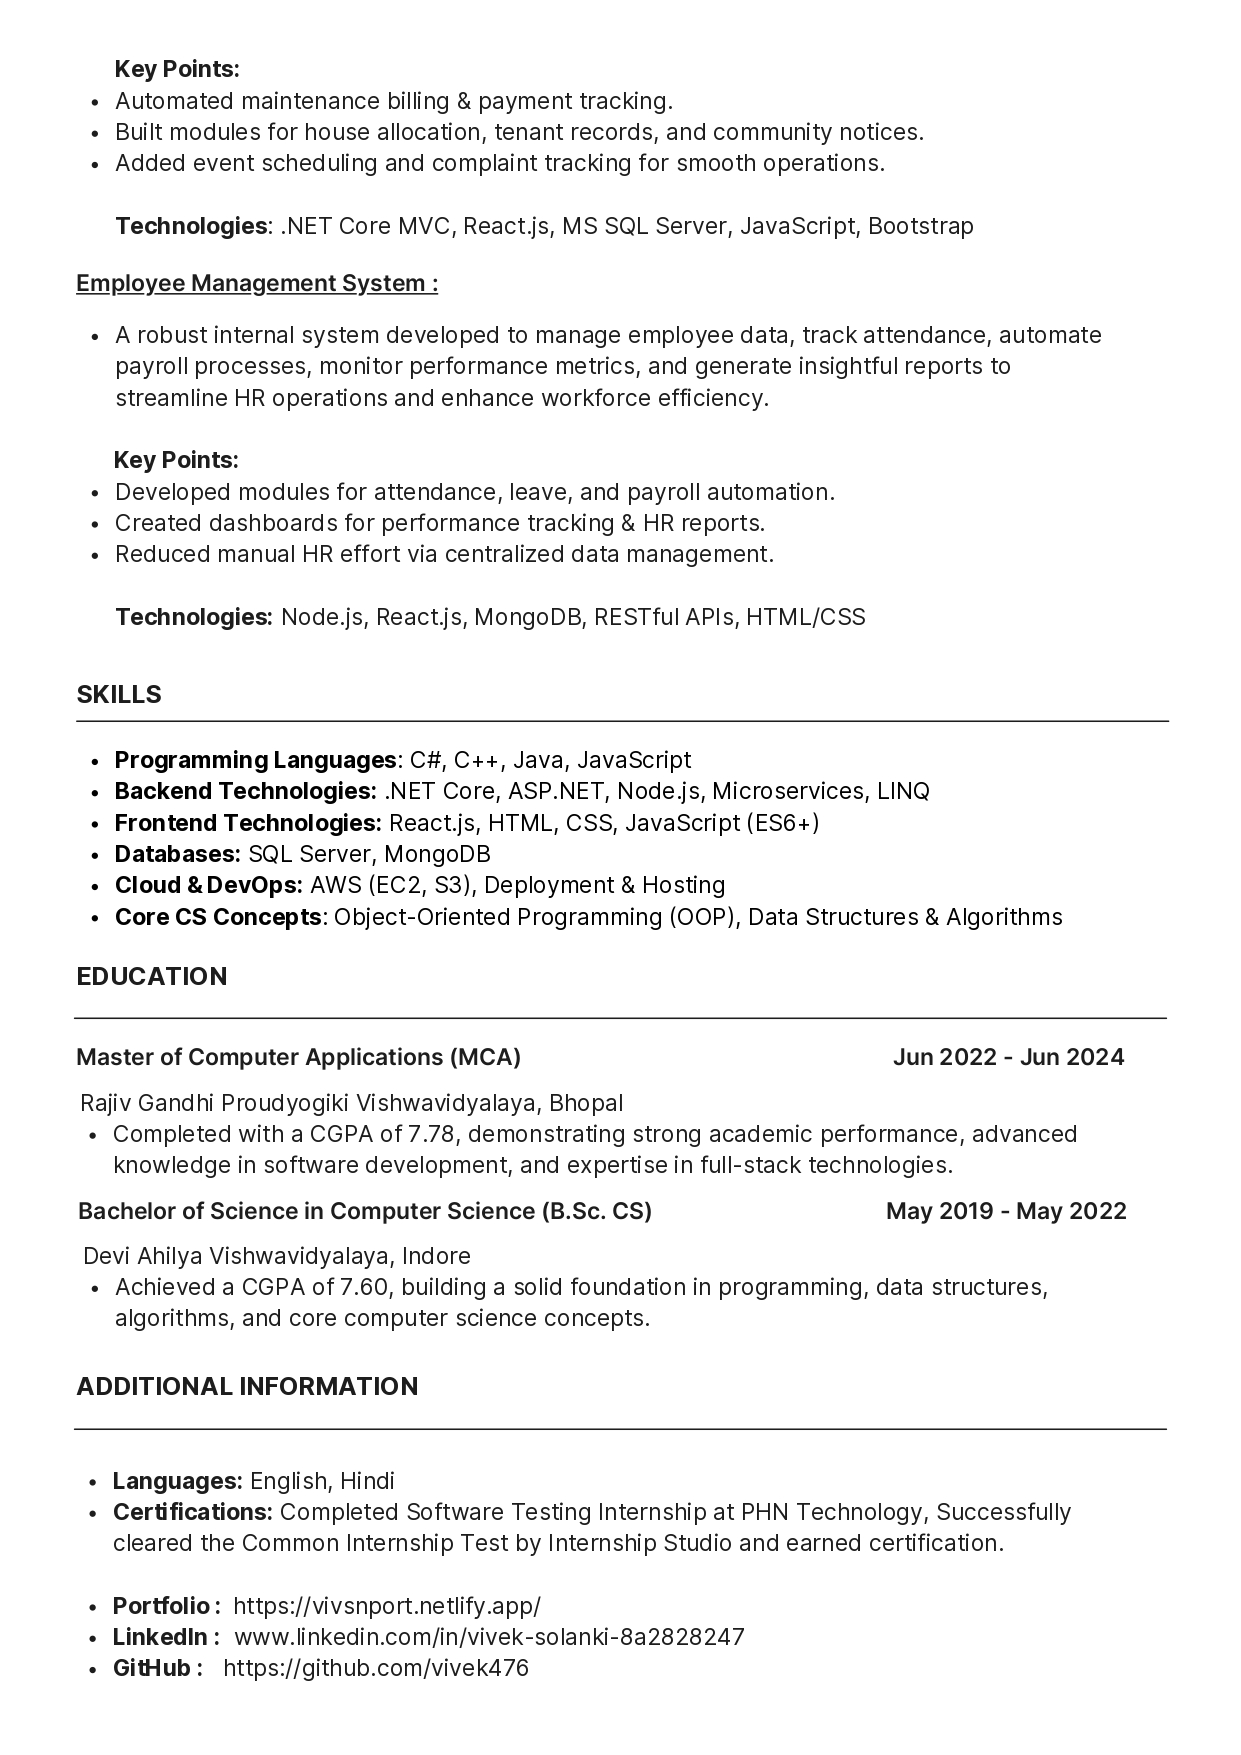 Key Points:
• Automated maintenance billing & payment tracking.
• Built modules for house allocation, tenant records, and community notices.
• Added event scheduling and complaint tracking for smooth operations.
Technologies: .NET Core MVC, React.js, MS SQL Server, JavaScript, Bootstrap
Employee Management System :
• A robust internal system developed to manage employee data, track attendance, automate
payroll processes, monitor performance metrics, and generate insightful reports to
streamline HR operations and enhance workforce efficiency.
Key Points:
• Developed modules for attendance, leave, and payroll automation.
• Created dashboards for performance tracking & HR reports.
• Reduced manual HR effort via centralized data management.
Technologies: Node.js, React.js, MongoDB, RESTful APIs, HTML/CSS
SKILLS
• Programming Languages: C#, C++, Java, JavaScript
• Backend Technologies: .NET Core, ASP.NET, Node.js, Microservices, LINQ
• Frontend Technologies: React.js, HTML, CSS, JavaScript (ES6+)
• Databases: SQL Server, MongoDB
• Cloud & DevOps: AWS (EC2, S3), Deployment & Hosting
• Core CS Concepts: Object-Oriented Programming (OOP), Data Structures & Algorithms
EDUCATION
Master of Computer Applications (MCA) Jun 2022 - Jun 2024
Rajiv Gandhi Proudyogiki Vishwavidyalaya, Bhopal
• Completed with a CGPA of 7.78, demonstrating strong academic performance, advanced
knowledge in software development, and expertise in full-stack technologies.
Bachelor of Science in Computer Science (B.Sc. CS) May 2019 - May 2022
Devi Ahilya Vishwavidyalaya, Indore
• Achieved a CGPA of 7.60, building a solid foundation in programming, data structures,
algorithms, and core computer science concepts.
ADDITIONAL INFORMATION
• Languages: English, Hindi
• Certifications: Completed Software Testing Internship at PHN Technology, Successfully
cleared the Common Internship Test by Internship Studio and earned certification.
• Portfolio : https://vivsnport.netlify.app/
• LinkedIn : www.linkedin.com/in/vivek-solanki-8a2828247
• GitHub : https://github.com/vivek476